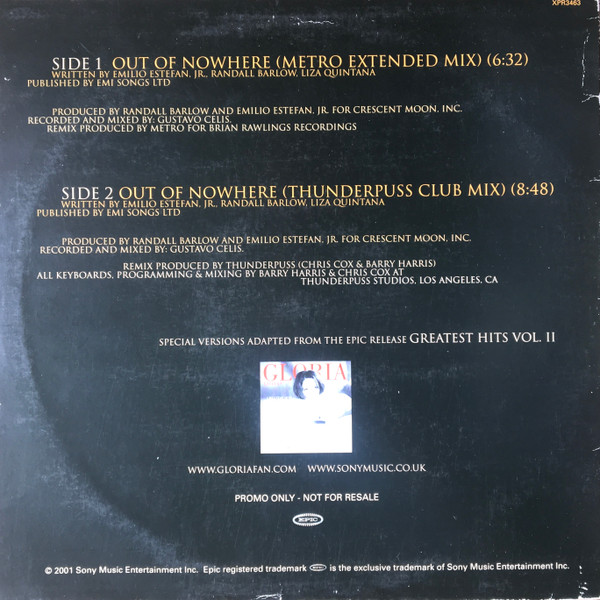 XPR3463
SIDE 1 OUT OF NOWHERE (METRO EXTENDED MIX) (6:32)
WRITTEN BY EMILIO ESTEFAN, JR., RANDALL BARLOW, LIZA QUINTANA
PUBLISHED BY EMI SONGS LTD
PRODUCED BY RANDALL BARLOW AND EMILIO ESTEFAN, JR. FOR CRESCENT MOON, INC.
RECORDED AND MIXED BY: GUSTAVO CELIS.
REMIX PRODUCED BY METRO FOR BRIAN RAWLINGS RECORDINGS
SIDE 2 OUT OF NOWHERE (THUNDERPUSS CLUB MIX) (8:48)
WRITTEN BY EMILIO ESTEFAN, JR., RANDALL BARLOW, LIZA QUINTANA
PUBLISHED BY EMI SONGS LTD
PRODUCED BY RANDALL BARLOW AND EMILIO ESTEFAN, JR. FOR CRESCENT MOON, INC.
RECORDED AND MIXED BY: GUSTAVO CELIS.
REMIX PRODUCED BY THUNDERPUSS (CHRIS COX & BARRY HARRIS)
ALL KEYBOARDS, PROGRAMMING & MIXING BY BARRY HARRIS & CHRIS COX AT
THUNDERPUSS STUDIOS, LOS ANGELES, CA
SPECIAL VERSIONS ADAPTED FROM THE EPIC RELEASE GREATEST HITS VOL. II
GLORIA
WWW.GLORIAFAN.COM WWW.SONYMUSIC.CO.UK
PROMO ONLY - NOT FOR RESALE
EPIC
© 2001 Sony Music Entertainment Inc. Epic registered trademark EPIC is the exclusive trademark of Sony Music Entertainment Inc.